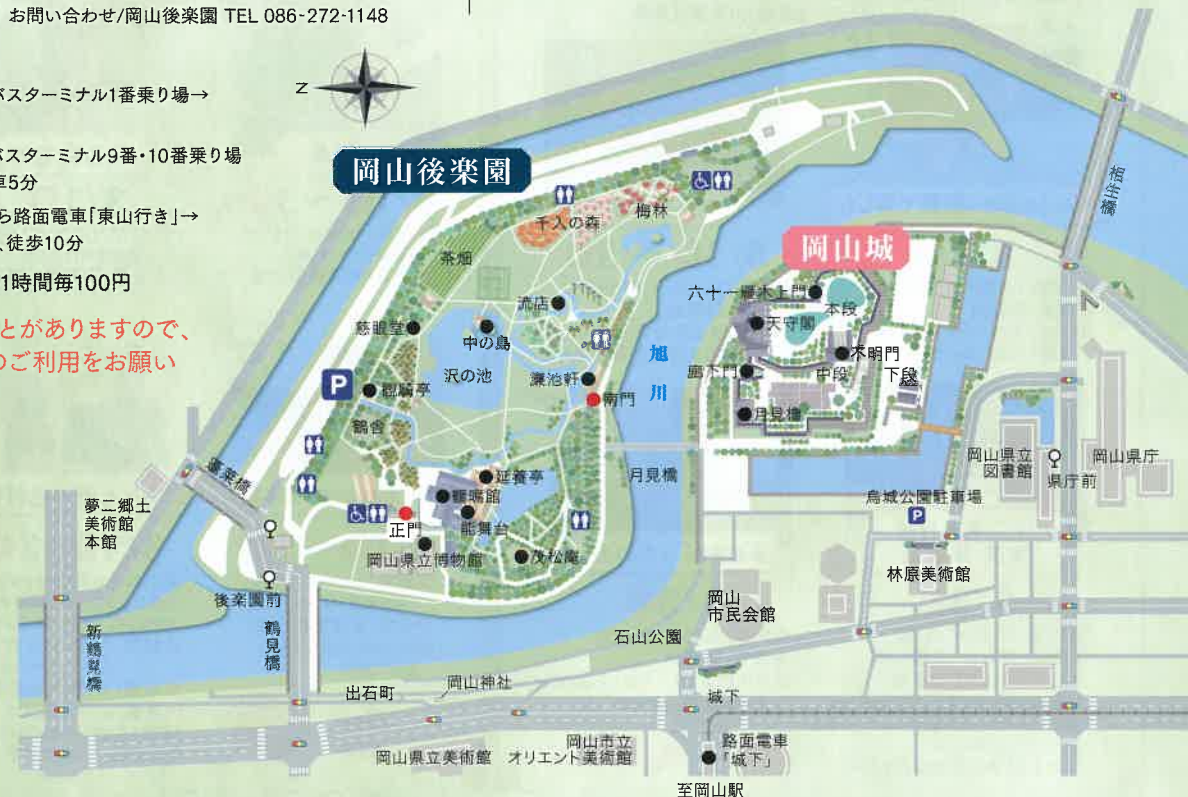 お問い合わせ/岡山後楽園 TEL 086-272-1148
バスターミナル1番乗り場→
バスターミナル9番・10番乗り場
車5分
ら路面電車「東山行き」→
、徒歩10分
1時間毎100円
とがありますので、
のご利用をお願い
N
岡山後楽園
千入の森
梅林
茶畑
流店
慈眼堂
中の島
沢の池
廉池軒
P
観騎亭
南門
鶴舎
延養亭
鶴鳴館
能舞台
正門
岡山県立博物館
茂松庵
旭川
岡山城
六十一雁木上門
本段
天守閣
不明門
廊下門
中段
下段
月見櫓
月見橋
相生橋
蓬莱橋
夢二郷土
美術館
本館
後楽園前
鶴見橋
新鶴見橋
岡山県立
図書館
県庁前
岡山県庁
烏城公園駐車場
P
林原美術館
岡山
市民会館
石山公園
出石町
岡山神社
城下
岡山県立美術館
岡山市立
オリエント美術館
路面電車
「城下」
至岡山駅